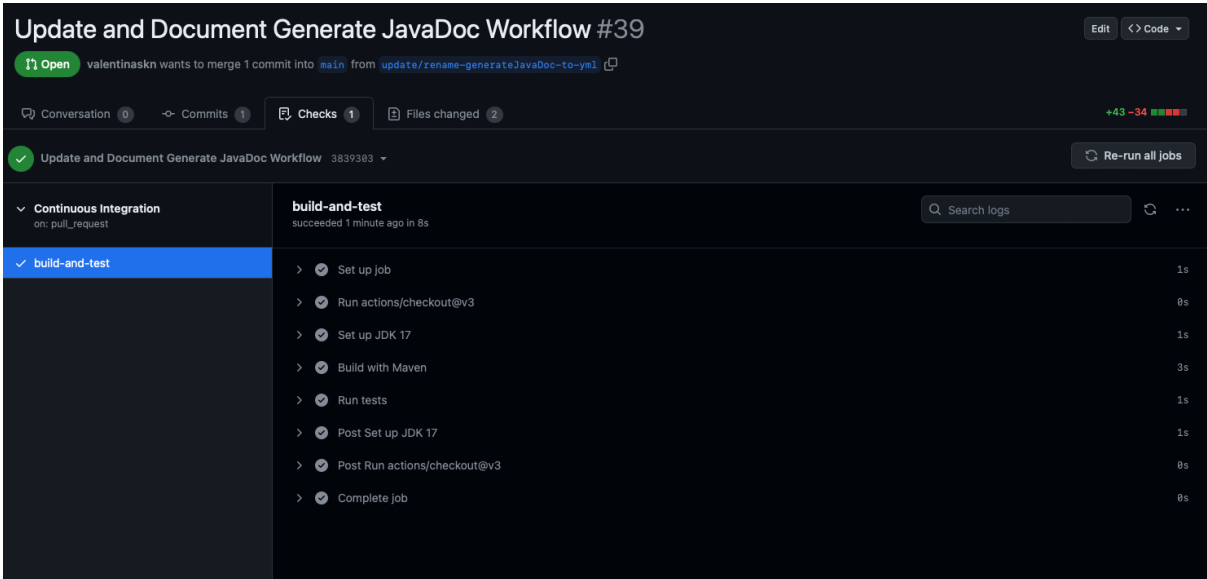 Update and Document Generate JavaDoc Workflow #39
Edit
<> Code
Open
valentinaskn wants to merge 1 commit into main from update/rename-generateJavaDoc-to-yml
Conversation 0
Commits 1
Checks 1
Files changed 2
+43 −34
Update and Document Generate JavaDoc Workflow 3839303
Re-run all jobs
Continuous Integration
on: pull_request
build-and-test
build-and-test
succeeded 1 minute ago in 8s
Search logs
Set up job 1s
Run actions/checkout@v3 0s
Set up JDK 17 1s
Build with Maven 3s
Run tests 1s
Post Set up JDK 17 1s
Post Run actions/checkout@v3 0s
Complete job 0s